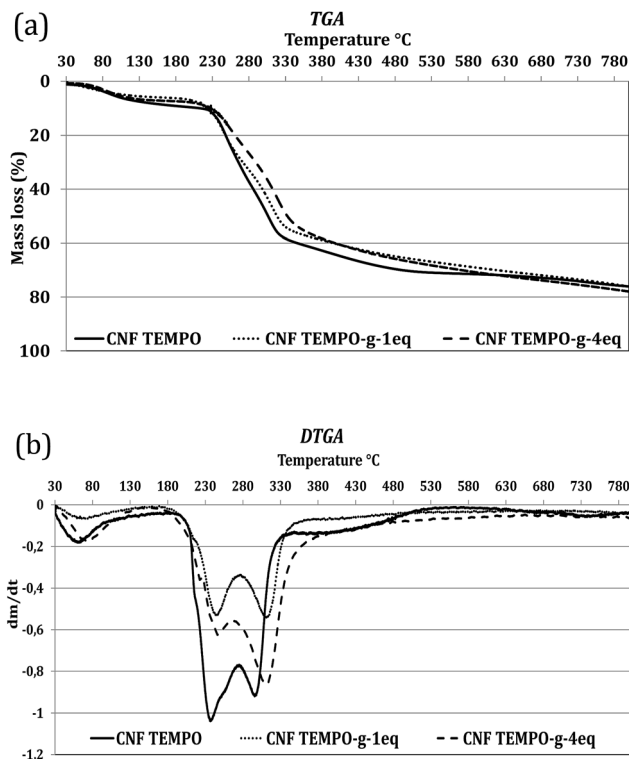 (a)
TGA
Temperature °C
30 80 130 180 230 280 330 380 430 480 530 580 630 680 730 780
0
20
40
60
80
100
Mass loss (%)
CNF TEMPO CNF TEMPO-g-1eq CNF TEMPO-g-4eq
(b)
DTGA
Temperature °C
30 80 130 180 230 280 330 380 430 480 530 580 630 680 730 780
0
-0,2
-0,4
-0,6
-0,8
-1
-1,2
dm/dt
CNF TEMPO CNF TEMPO-g-1eq CNF TEMPO-g-4eq